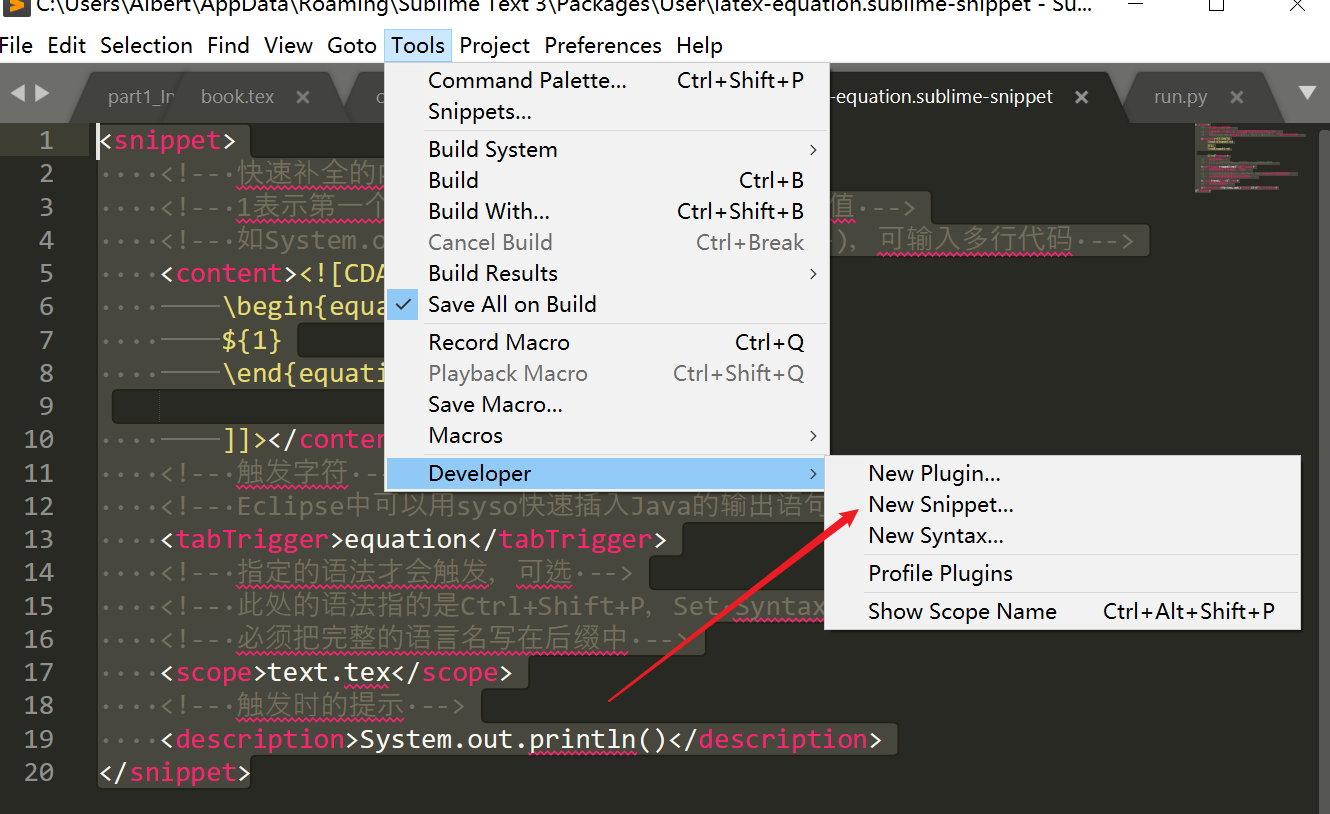 C:\Users\Albert\AppData\Roaming\Sublime Text 3\Packages\User\latex-equation.sublime-snippet - Su...
File Edit Selection Find View Goto Tools Project Preferences Help
part1_In book.tex × -equation.sublime-snippet × run.py ×
Command Palette... Ctrl+Shift+P
Snippets...
Build System
Build Ctrl+B
Build With... Ctrl+Shift+B
Cancel Build Ctrl+Break
Build Results
Save All on Build
Record Macro Ctrl+Q
Playback Macro Ctrl+Shift+Q
Save Macro...
Macros
Developer
New Plugin...
New Snippet...
New Syntax...
Profile Plugins
Show Scope Name Ctrl+Alt+Shift+P
1 <snippet>
2 <!-- 快速补全的
3 <!-- 1表示第一个 值 -->
4 <!-- 如System.o ), 可输入多行代码 -->
5 <content><![CDA
6 \begin{equa
7 ${1}
8 \end{equati
9
10 ]]></conten
11 <!-- 触发字符 -
12 <!-- Eclipse中可以用syso快速插入Java的输出语句
13 <tabTrigger>equation</tabTrigger>
14 <!-- 指定的语法才会触发, 可选 -->
15 <!-- 此处的语法指的是Ctrl+Shift+P, Set Syntax
16 <!-- 必须把完整的语言名写在后缀中 -->
17 <scope>text.tex</scope>
18 <!-- 触发时的提示 -->
19 <description>System.out.println()</description>
20 </snippet>